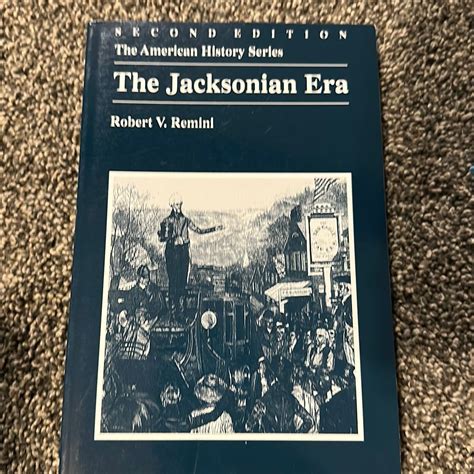 SECOND EDITION
The American History Series
The Jacksonian Era
Robert V. Remini